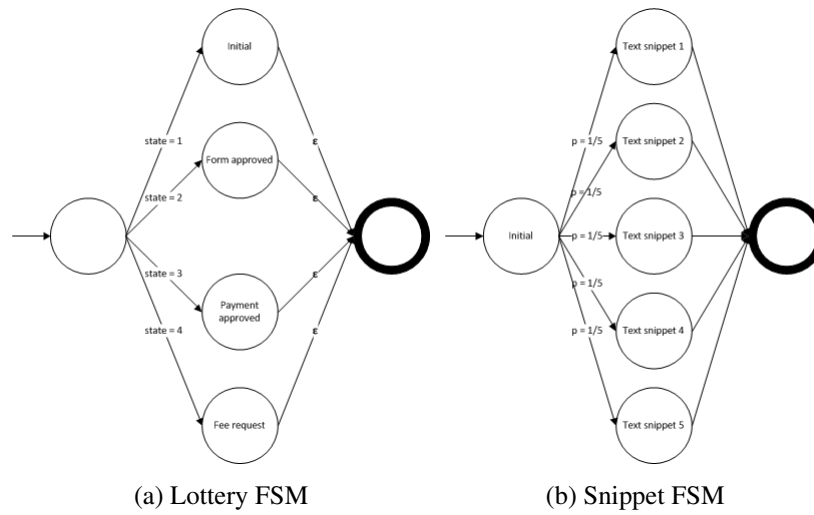 Initial
state = 1
ε
Form approved
state = 2
ε
state = 3
ε
Payment
approved
state = 4
ε
Fee request
(a) Lottery FSM
Text snippet 1
p = 1/5
Text snippet 2
p = 1/5
Initial
p = 1/5
Text snippet 3
p = 1/5
Text snippet 4
p = 1/5
Text snippet 5
(b) Snippet FSM